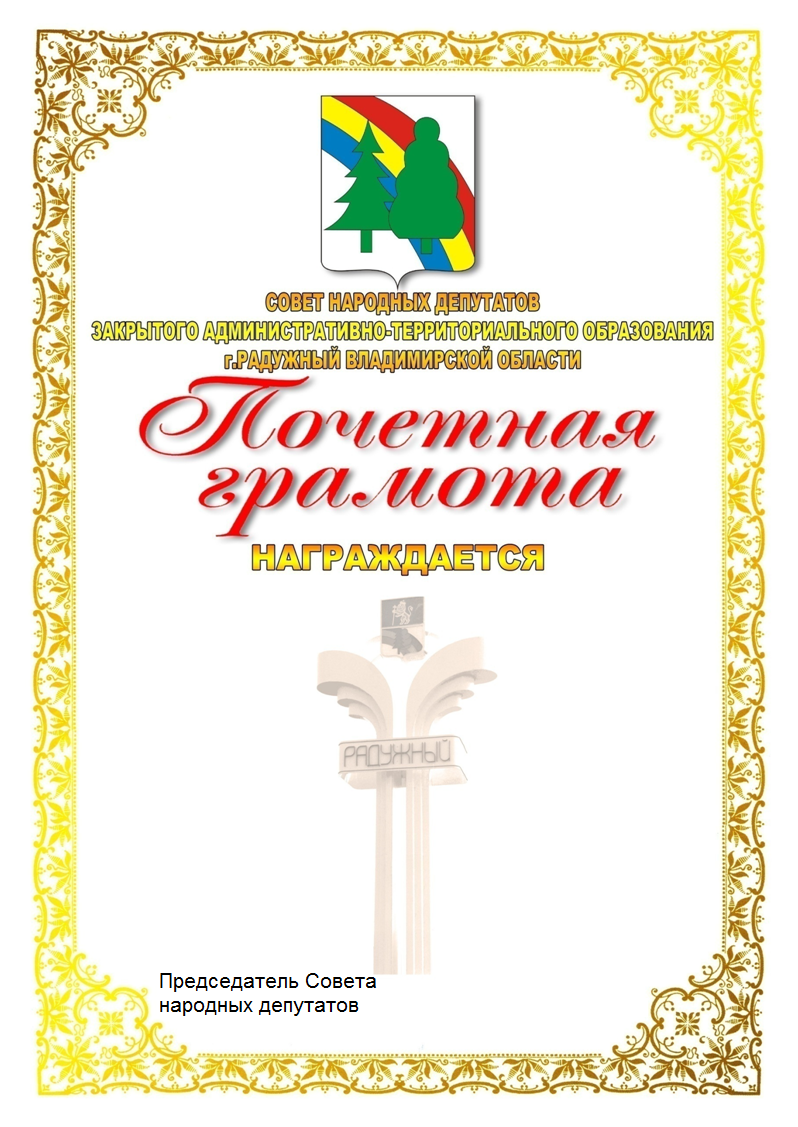 СОВЕТ НАРОДНЫХ ДЕПУТАТОВ
ЗАКРЫТОГО АДМИНИСТРАТИВНО-ТЕРРИТОРИАЛЬНОГО ОБРАЗОВАНИЯ
г.РАДУЖНЫЙ ВЛАДИМИРСКОЙ ОБЛАСТИ
Почетная
грамота
НАГРАЖДАЕТСЯ
РАДУЖНЫЙ
Председатель Совета
народных депутатов